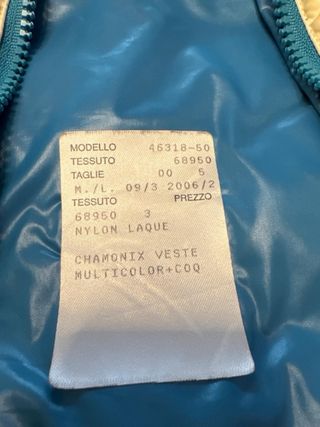 MODELLO 46318-50
TESSUTO 68950
TAGLIE 00 5
M./L. 09/3 2006/2
TESSUTO PREZZO
68950 3
NYLON LAQUE
CHAMONIX VESTE
MULTICOLOR+COQ